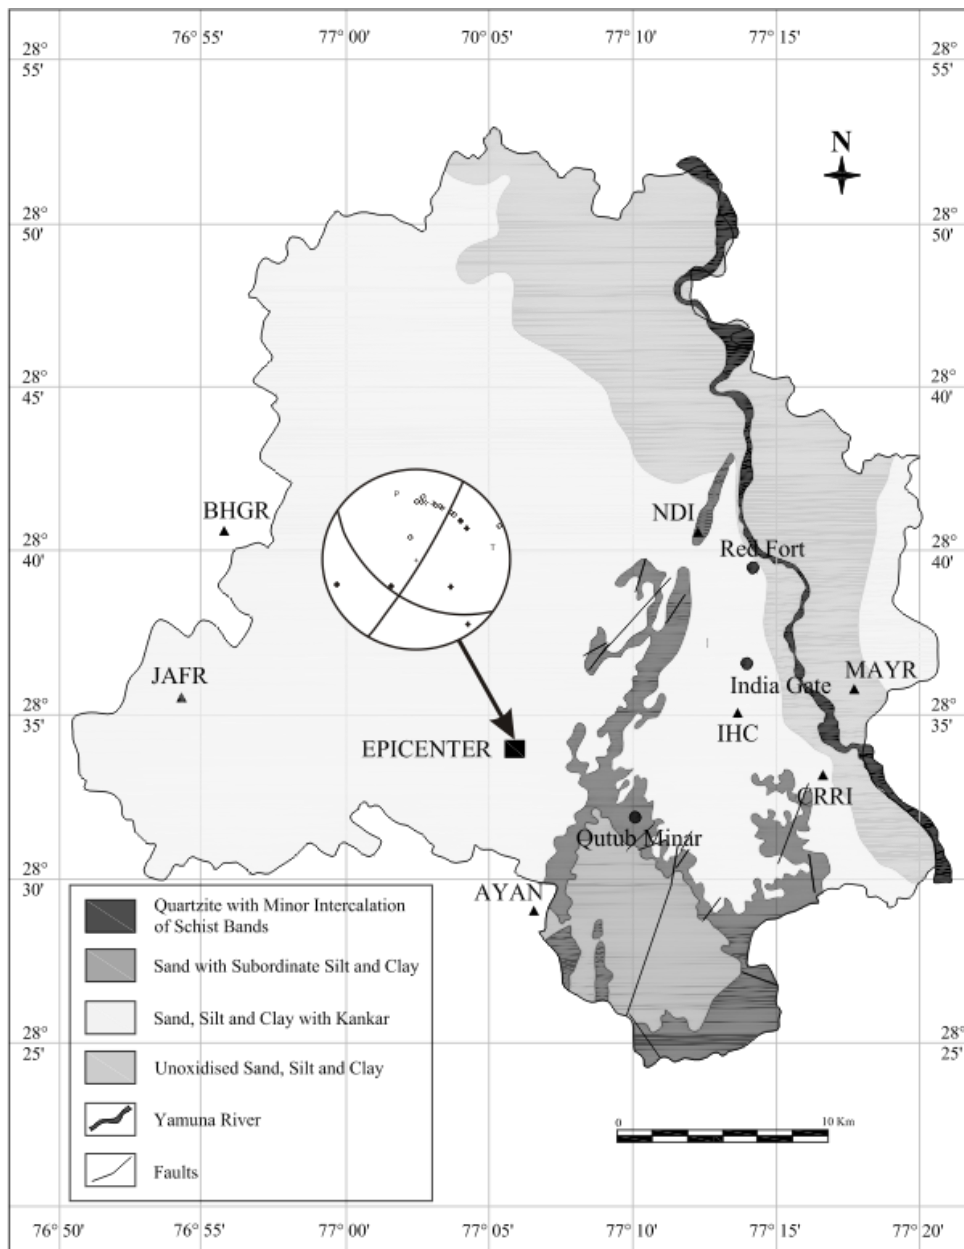 76° 55'
77° 00'
70° 05'
77° 10'
77° 15'
28°
55'
28°
55'
N
28°
50'
28°
50'
28°
45'
28°
40'
BHGR
P
T
NDI
Red Fort
28°
40'
28°
40'
JAFR
India Gate
MAYR
28°
35'
28°
35'
IHC
EPICENTER
CRRI
Qutub Minar
28°
30'
28°
30'
AYAN
Quartzite with Minor Intercalation
of Schist Bands
Sand with Subordinate Silt and Clay
Sand, Silt and Clay with Kankar
28°
25'
28°
25'
Unoxidised Sand, Silt and Clay
Yamuna River
0
10 Km
Faults
76° 50'
76° 55'
77° 00'
77° 05'
77° 10'
77° 15'
77° 20'